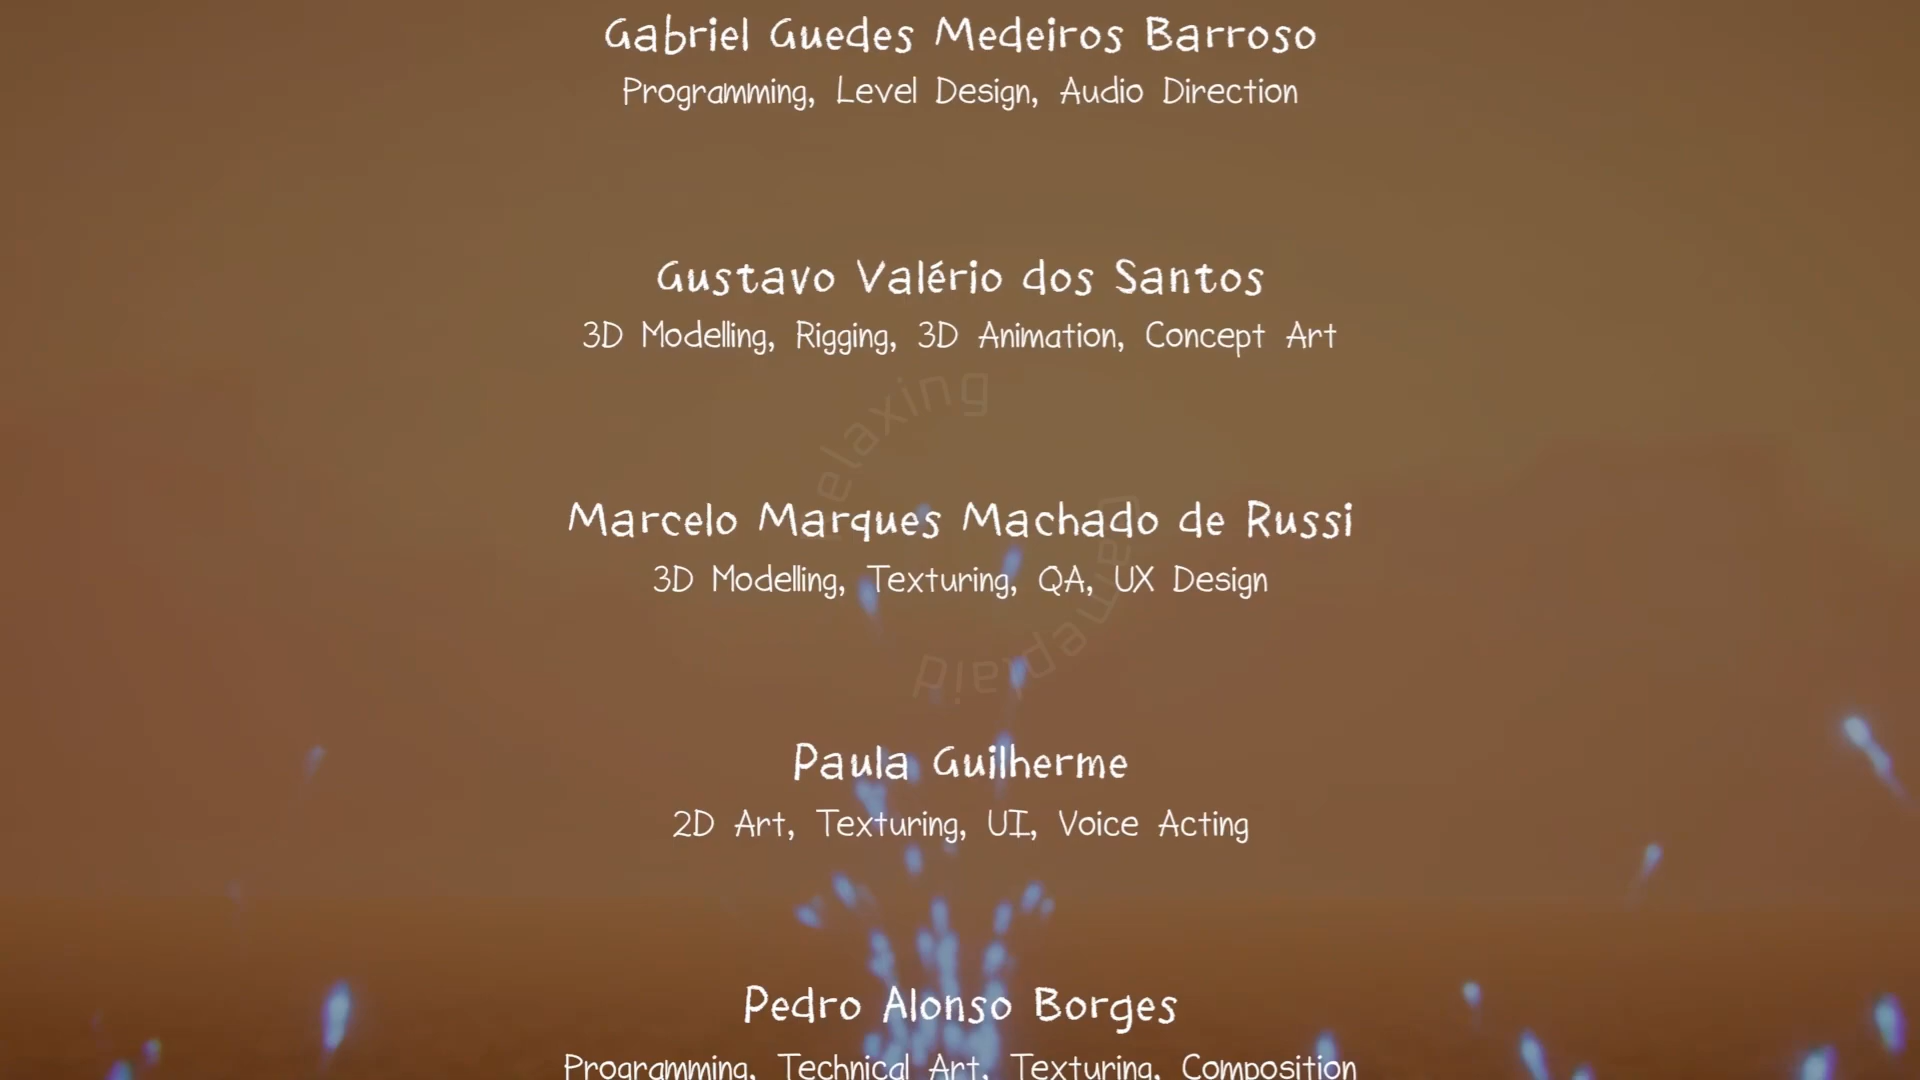 Gabriel Guedes Medeiros Barroso
Programming, Level Design, Audio Direction
Gustavo Valério dos Santos
3D Modelling, Rigging, 3D Animation, Concept Art
relaxing
Marcelo Marques Machado de Russi
3D Modelling, Texturing, QA, UX Design
Paula Guilherme
2D Art, Texturing, UI, Voice Acting
Pedro Alonso Borges
Programming, Technical Art, Texturing, Composition